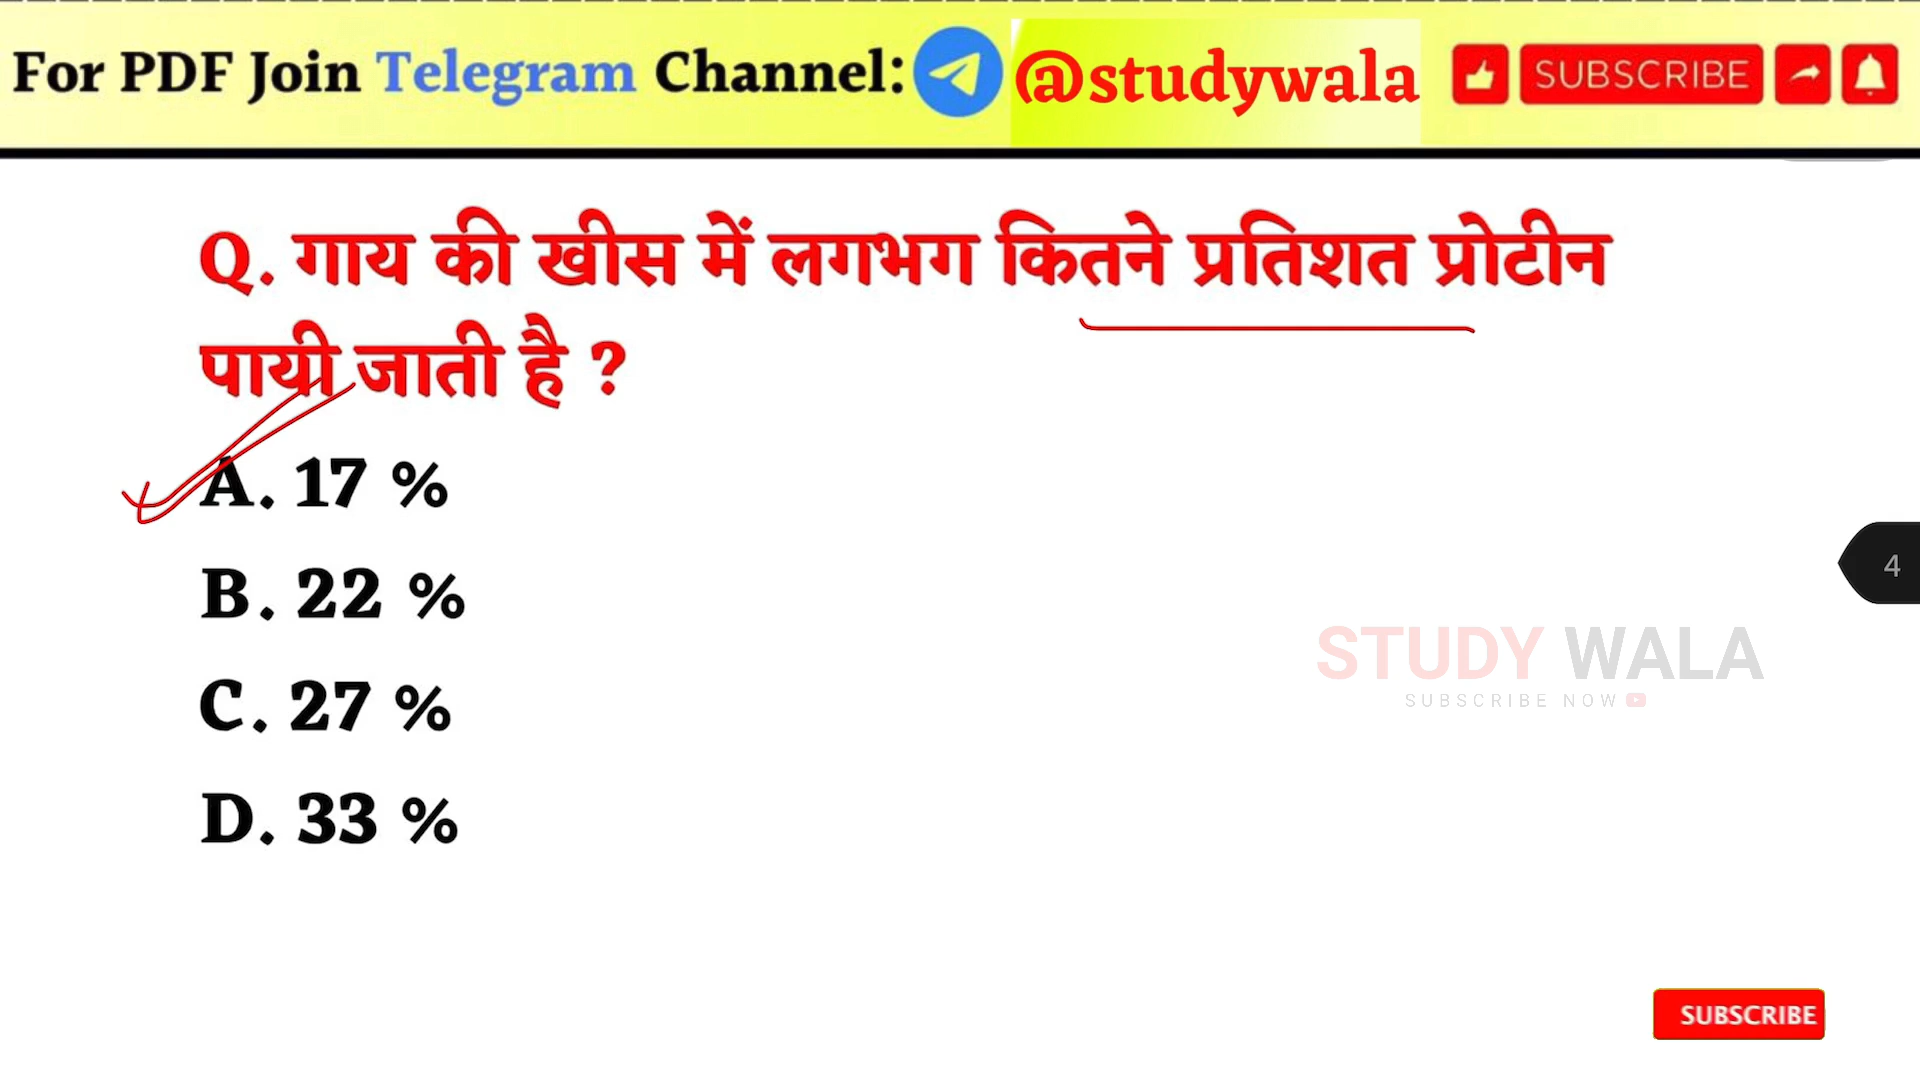 For PDF Join Telegram Channel: @studywala SUBSCRIBE
Q. गाय की खीस में लगभग कितने प्रतिशत प्रोटीन
पायी जाती है ?
A. 17 %
B. 22 %
C. 27 %
D. 33 %
4
STUDY WALA
SUBSCRIBE NOW
SUBSCRIBE